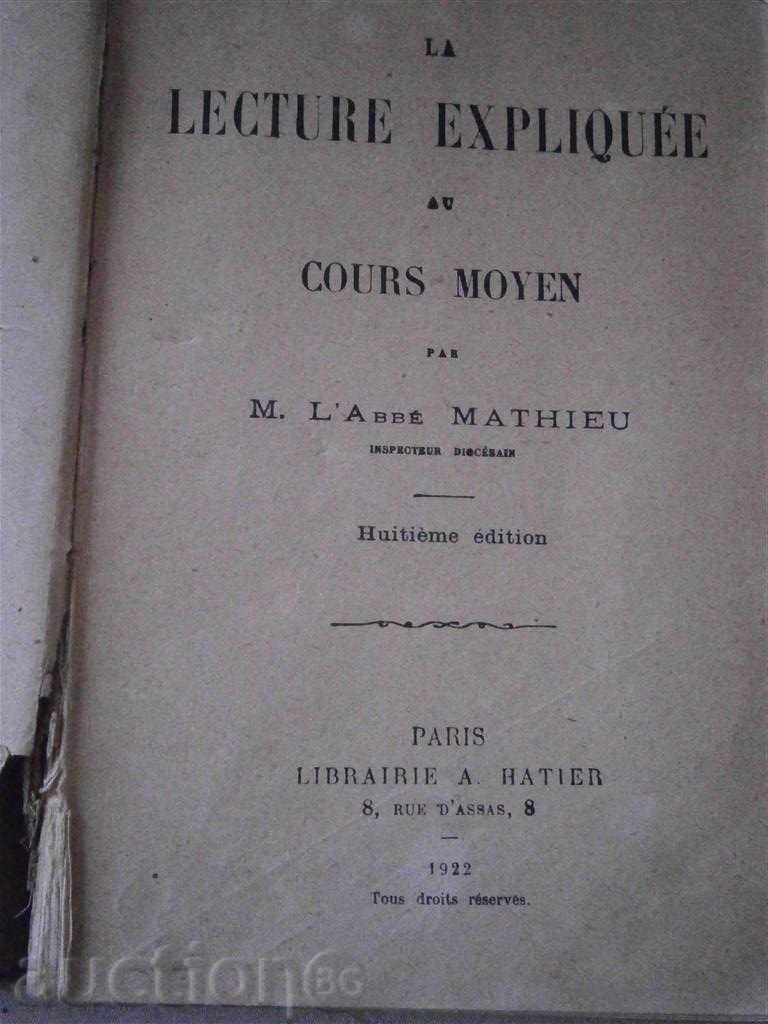 LA
LECTURE EXPLIQUÉE
AU
COURS MOYEN
PAR
M. L'ABBÉ MATHIEU
INSPECTEUR DIOCÉSAIN
Huitième édition
PARIS
LIBRAIRIE A. HATIER
8, RUE D'ASSAS, 8
1922
Tous droits réservés.
auction BG